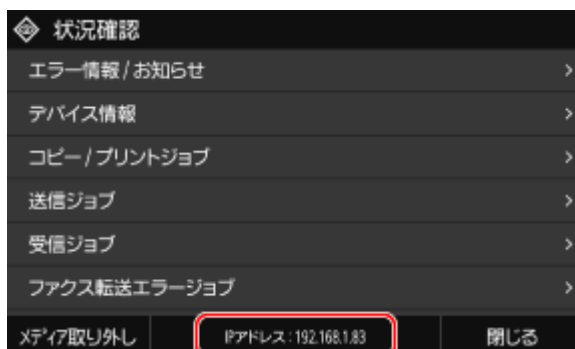 状況確認
エラー情報/お知らせ
デバイス情報
コピー/プリントジョブ
送信ジョブ
受信ジョブ
ファクス転送エラージョブ
メディア取り外し
IPアドレス:192.168.1.83
閉じる